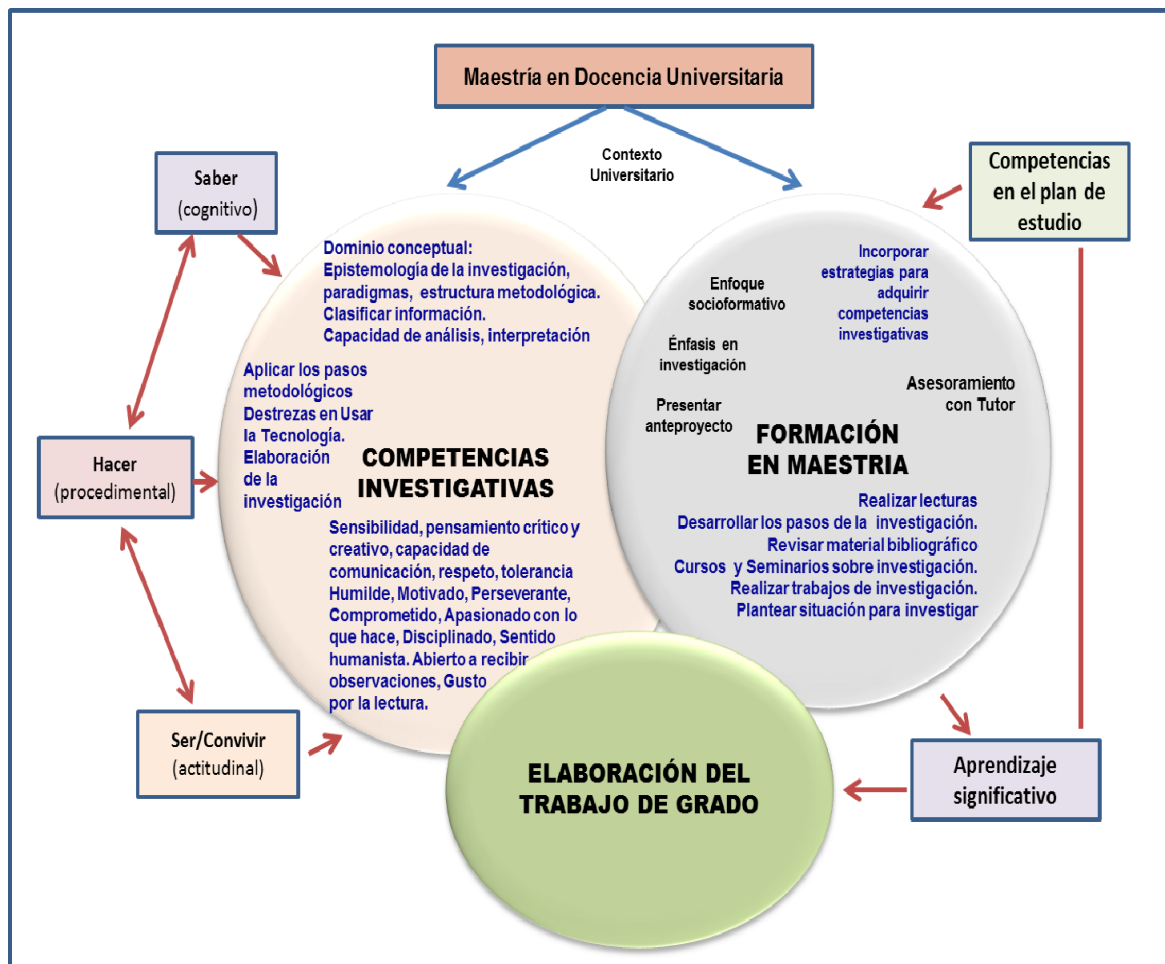 Maestría en Docencia Universitaria
Contexto
Universitario
Saber
(cognitivo)
Competencias
en el plan de
estudio
Dominio conceptual:
Epistemología de la investigación,
paradigmas, estructura metodológica.
Clasificar información.
Capacidad de análisis, interpretación
Aplicar los pasos
metodológicos
Destrezas en Usar
la Tecnología.
Elaboración
de la
investigación
Hacer
(procedimental)
COMPETENCIAS
INVESTIGATIVAS
Sensibilidad, pensamiento crítico y
creativo, capacidad de
comunicación, respeto, tolerancia
Humilde, Motivado, Perseverante,
Comprometido, Apasionado con lo
que hace, Disciplinado, Sentido
humanista. Abierto a recibir
observaciones, Gusto
por la lectura.
Ser/Convivir
(actitudinal)
Incorporar
estrategias para
adquirir
competencias
investigativas
Enfoque
socioformativo
Énfasis en
investigación
Presentar
anteproyecto
Asesoramiento
con Tutor
FORMACIÓN
EN MAESTRIA
Realizar lecturas
Desarrollar los pasos de la investigación.
Revisar material bibliográfico
Cursos y Seminarios sobre investigación.
Realizar trabajos de investigación.
Plantear situación para investigar
Aprendizaje
significativo
ELABORACIÓN DEL
TRABAJO DE GRADO